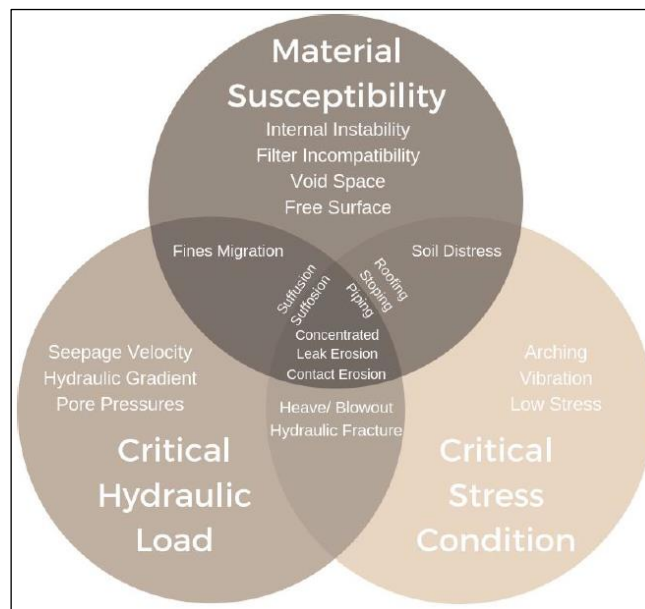 Material
Susceptibility
Internal Instability
Filter Incompatibility
Void Space
Free Surface
Fines Migration
Soil Distress
Suffusion
Suffosion
Roofing
Stoping
Piping
Concentrated
Leak Erosion
Contact Erosion
Seepage Velocity
Hydraulic Gradient
Pore Pressures
Arching
Vibration
Low Stress
Heave/ Blowout
Hydraulic Fracture
Critical
Hydraulic
Load
Critical
Stress
Condition